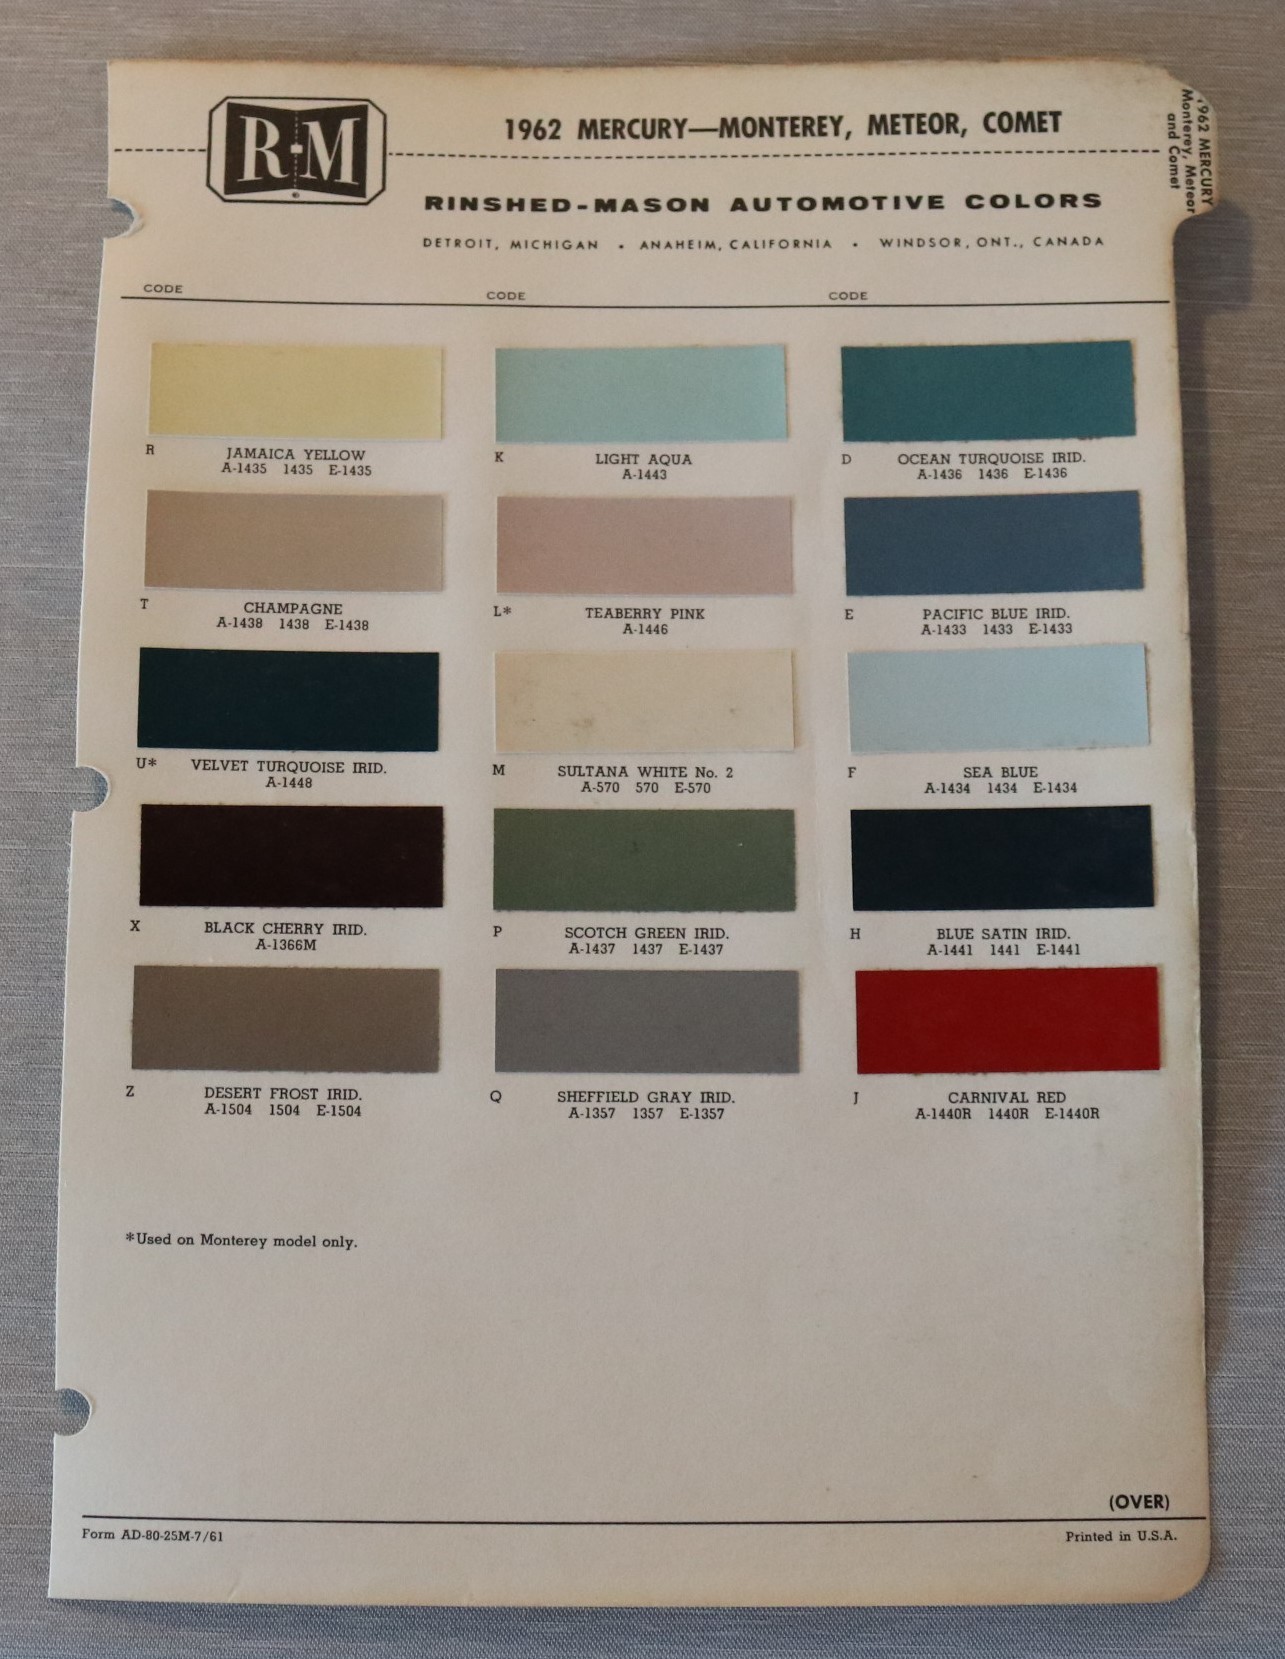 R-M
1962 MERCURY—MONTEREY, METEOR, COMET
1962 MERCURY
Monterey, Meteor
and Comet
RINSHED-MASON AUTOMOTIVE COLORS
DETROIT, MICHIGAN • ANAHEIM, CALIFORNIA • WINDSOR, ONT., CANADA
CODE CODE CODE
R JAMAICA YELLOW
A-1435 1435 E-1435
K LIGHT AQUA
A-1443
D OCEAN TURQUOISE IRID.
A-1436 1436 E-1436
T CHAMPAGNE
A-1438 1438 E-1438
L* TEABERRY PINK
A-1446
E PACIFIC BLUE IRID.
A-1433 1433 E-1433
U* VELVET TURQUOISE IRID.
A-1448
M SULTANA WHITE No. 2
A-570 570 E-570
F SEA BLUE
A-1434 1434 E-1434
X BLACK CHERRY IRID.
A-1366M
P SCOTCH GREEN IRID.
A-1437 1437 E-1437
H BLUE SATIN IRID.
A-1441 1441 E-1441
Z DESERT FROST IRID.
A-1504 1504 E-1504
Q SHEFFIELD GRAY IRID.
A-1357 1357 E-1357
J CARNIVAL RED
A-1440R 1440R E-1440R
*Used on Monterey model only.
(OVER)
Form AD-80-25M-7/61
Printed in U.S.A.